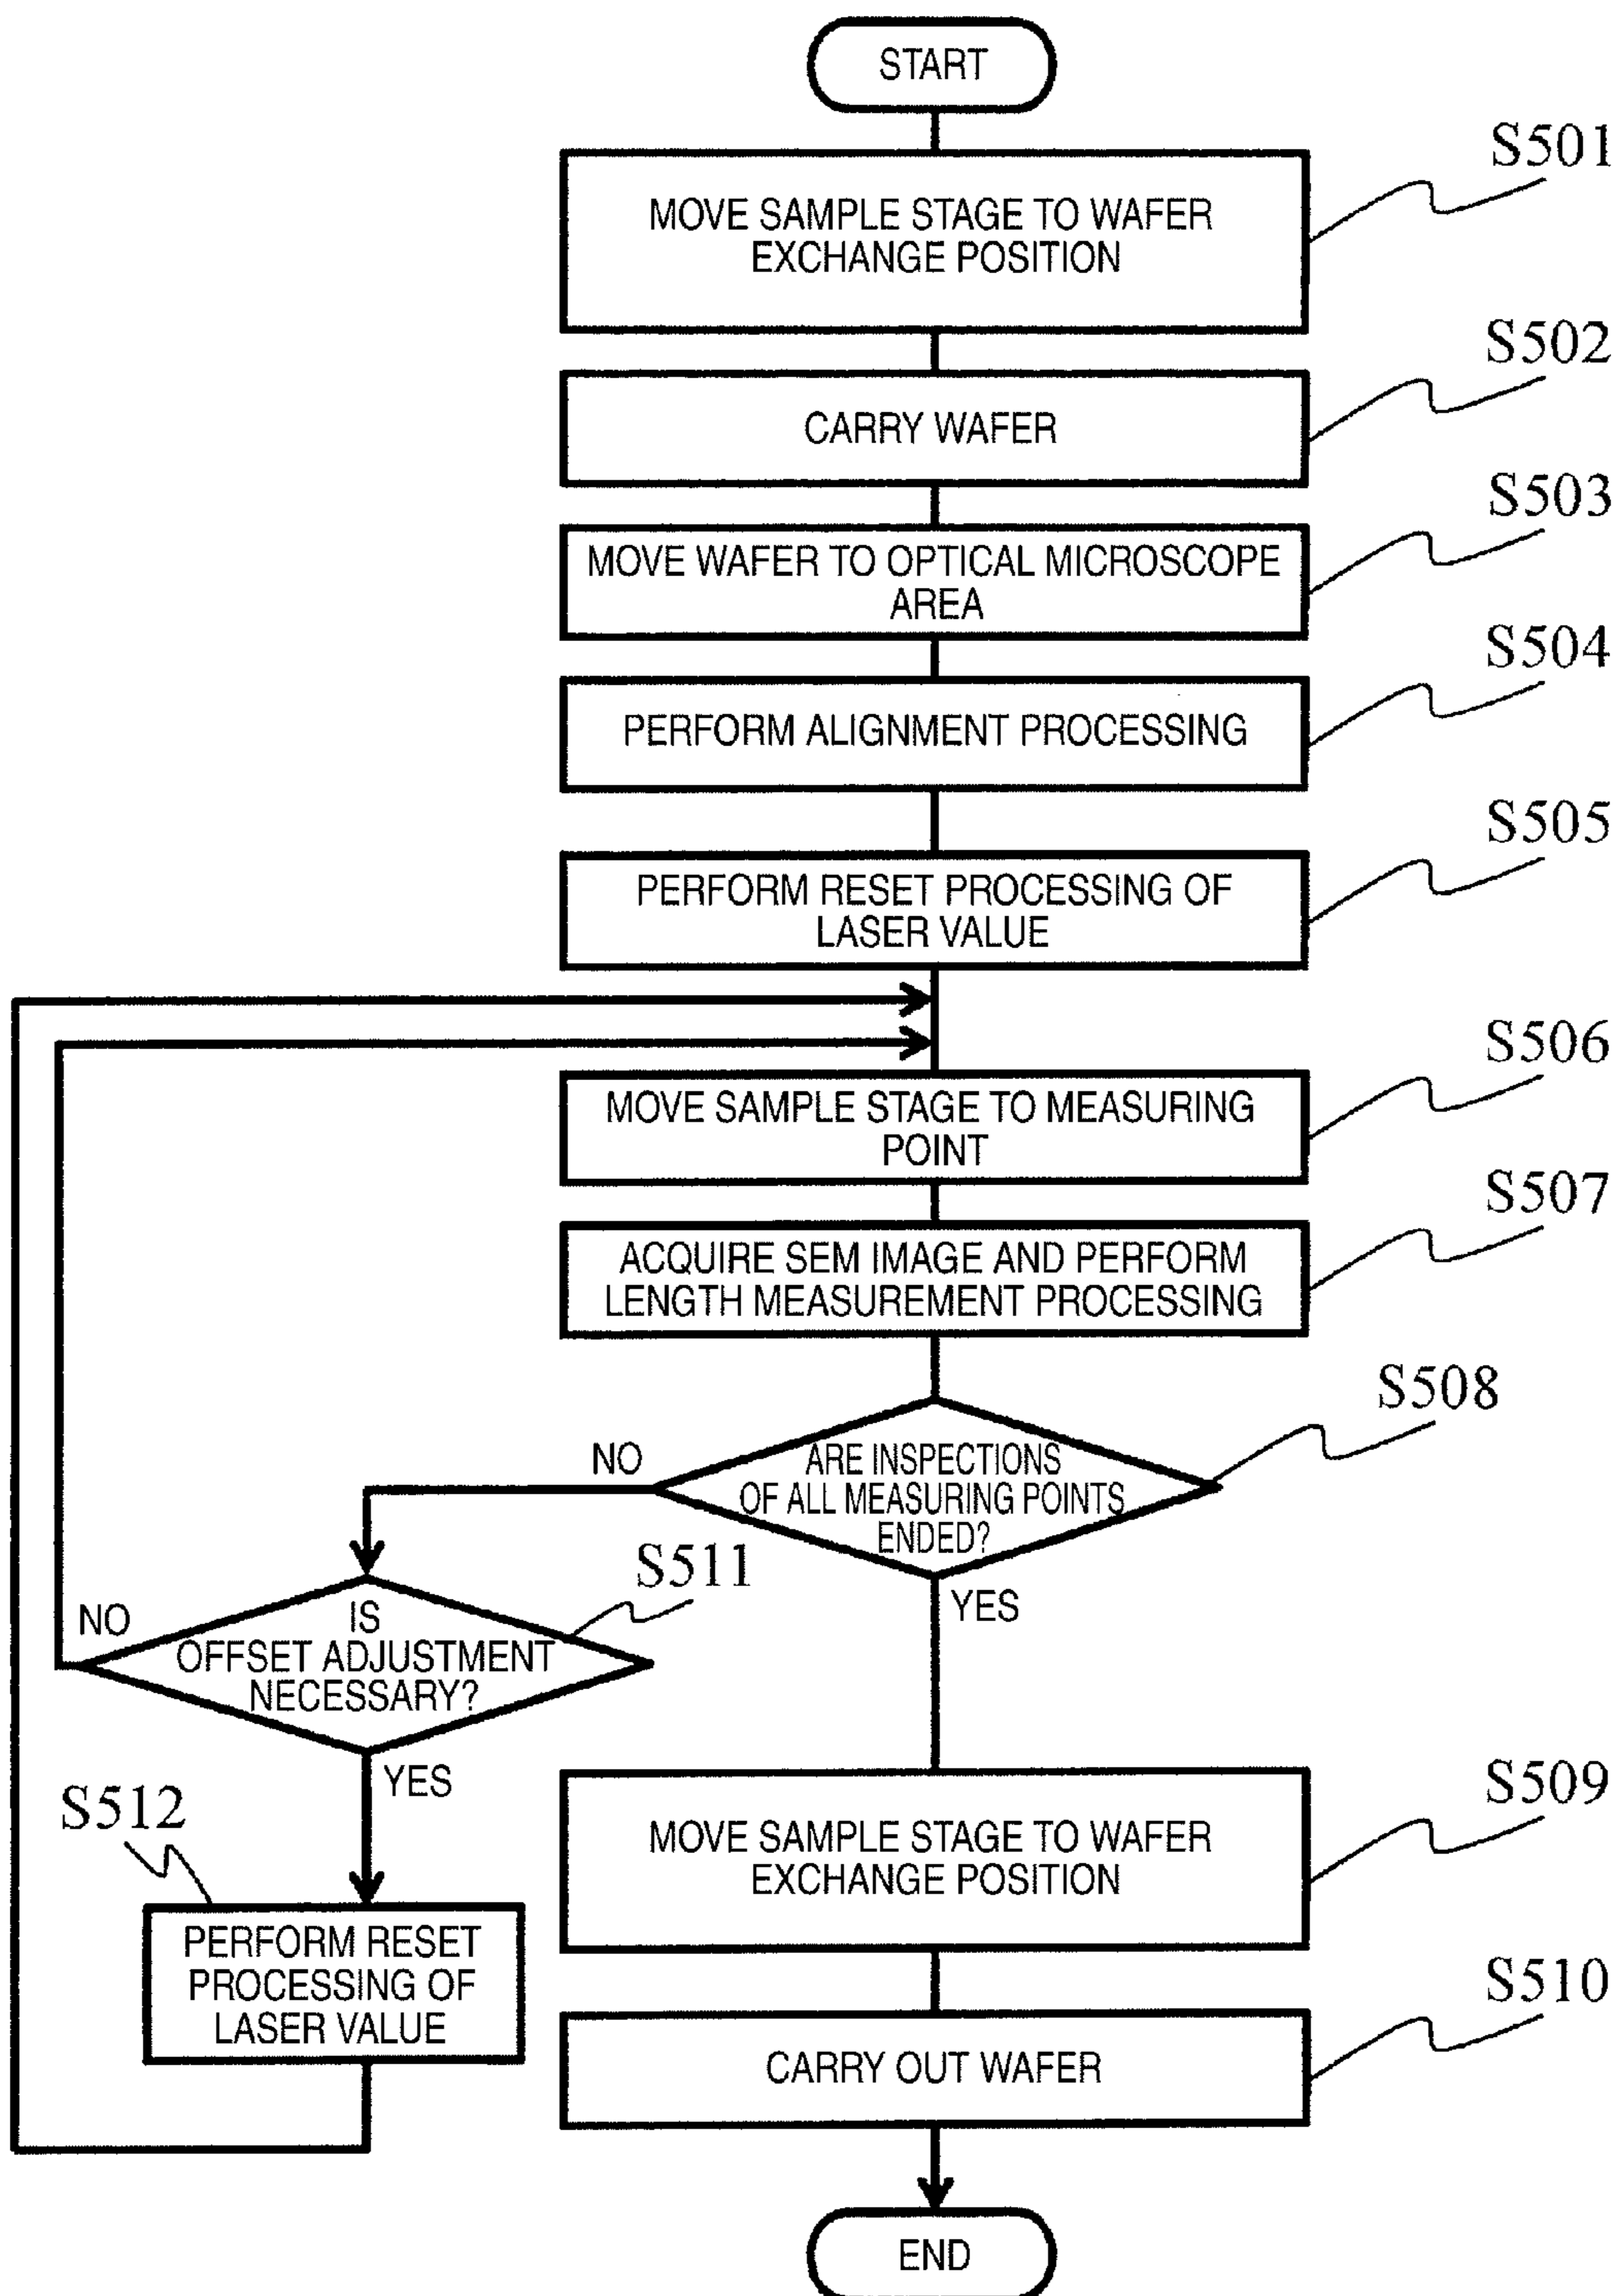 START
S501
MOVE SAMPLE STAGE TO WAFER
EXCHANGE POSITION
S502
CARRY WAFER
S503
MOVE WAFER TO OPTICAL MICROSCOPE
AREA
S504
PERFORM ALIGNMENT PROCESSING
S505
PERFORM RESET PROCESSING OF
LASER VALUE
S506
MOVE SAMPLE STAGE TO MEASURING
POINT
S507
ACQUIRE SEM IMAGE AND PERFORM
LENGTH MEASUREMENT PROCESSING
S508
ARE INSPECTIONS
OF ALL MEASURING POINTS
ENDED?
NO
YES
S511
IS
OFFSET ADJUSTMENT
NECESSARY?
NO
YES
S512
PERFORM RESET
PROCESSING OF
LASER VALUE
S509
MOVE SAMPLE STAGE TO WAFER
EXCHANGE POSITION
S510
CARRY OUT WAFER
END